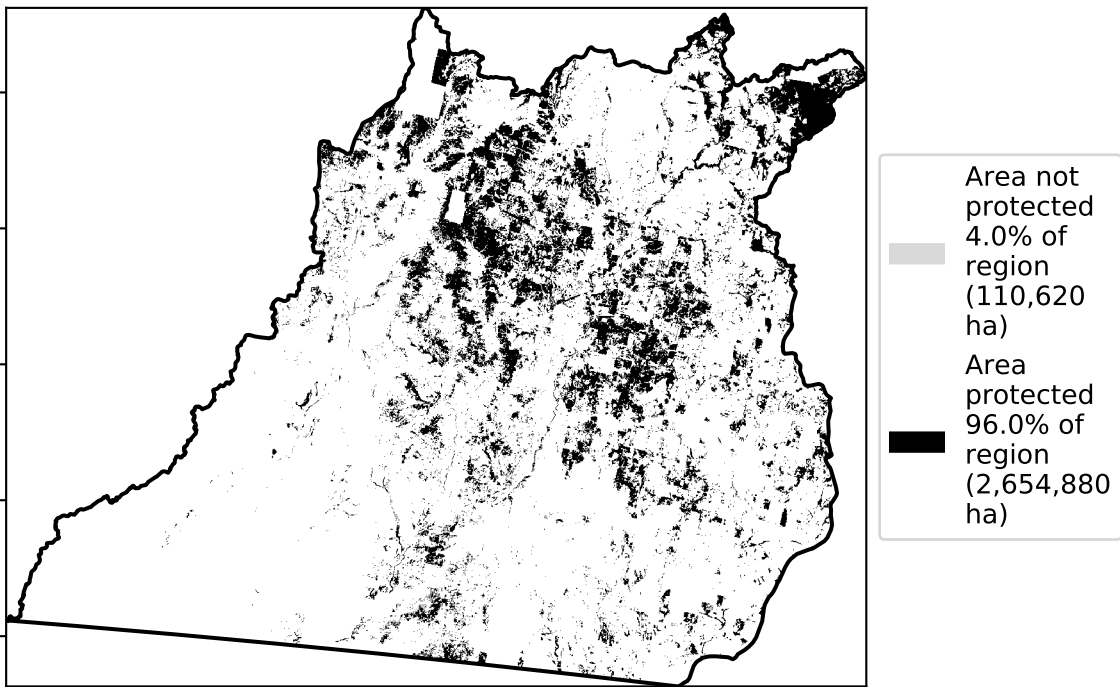 Area not
protected
4.0% of
region
(110,620
ha)
Area
protected
96.0% of
region
(2,654,880
ha)